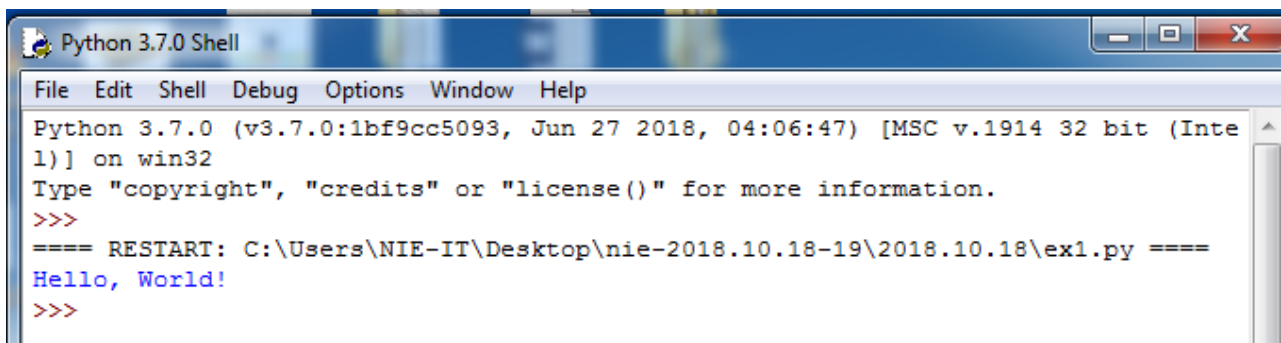 Python 3.7.0 Shell
File Edit Shell Debug Options Window Help
Python 3.7.0 (v3.7.0:1bf9cc5093, Jun 27 2018, 04:06:47) [MSC v.1914 32 bit (Inte
l)] on win32
Type "copyright", "credits" or "license()" for more information.
>>>
==== RESTART: C:\Users\NIE-IT\Desktop\nie-2018.10.18-19\2018.10.18\ex1.py ====
Hello, World!
>>>